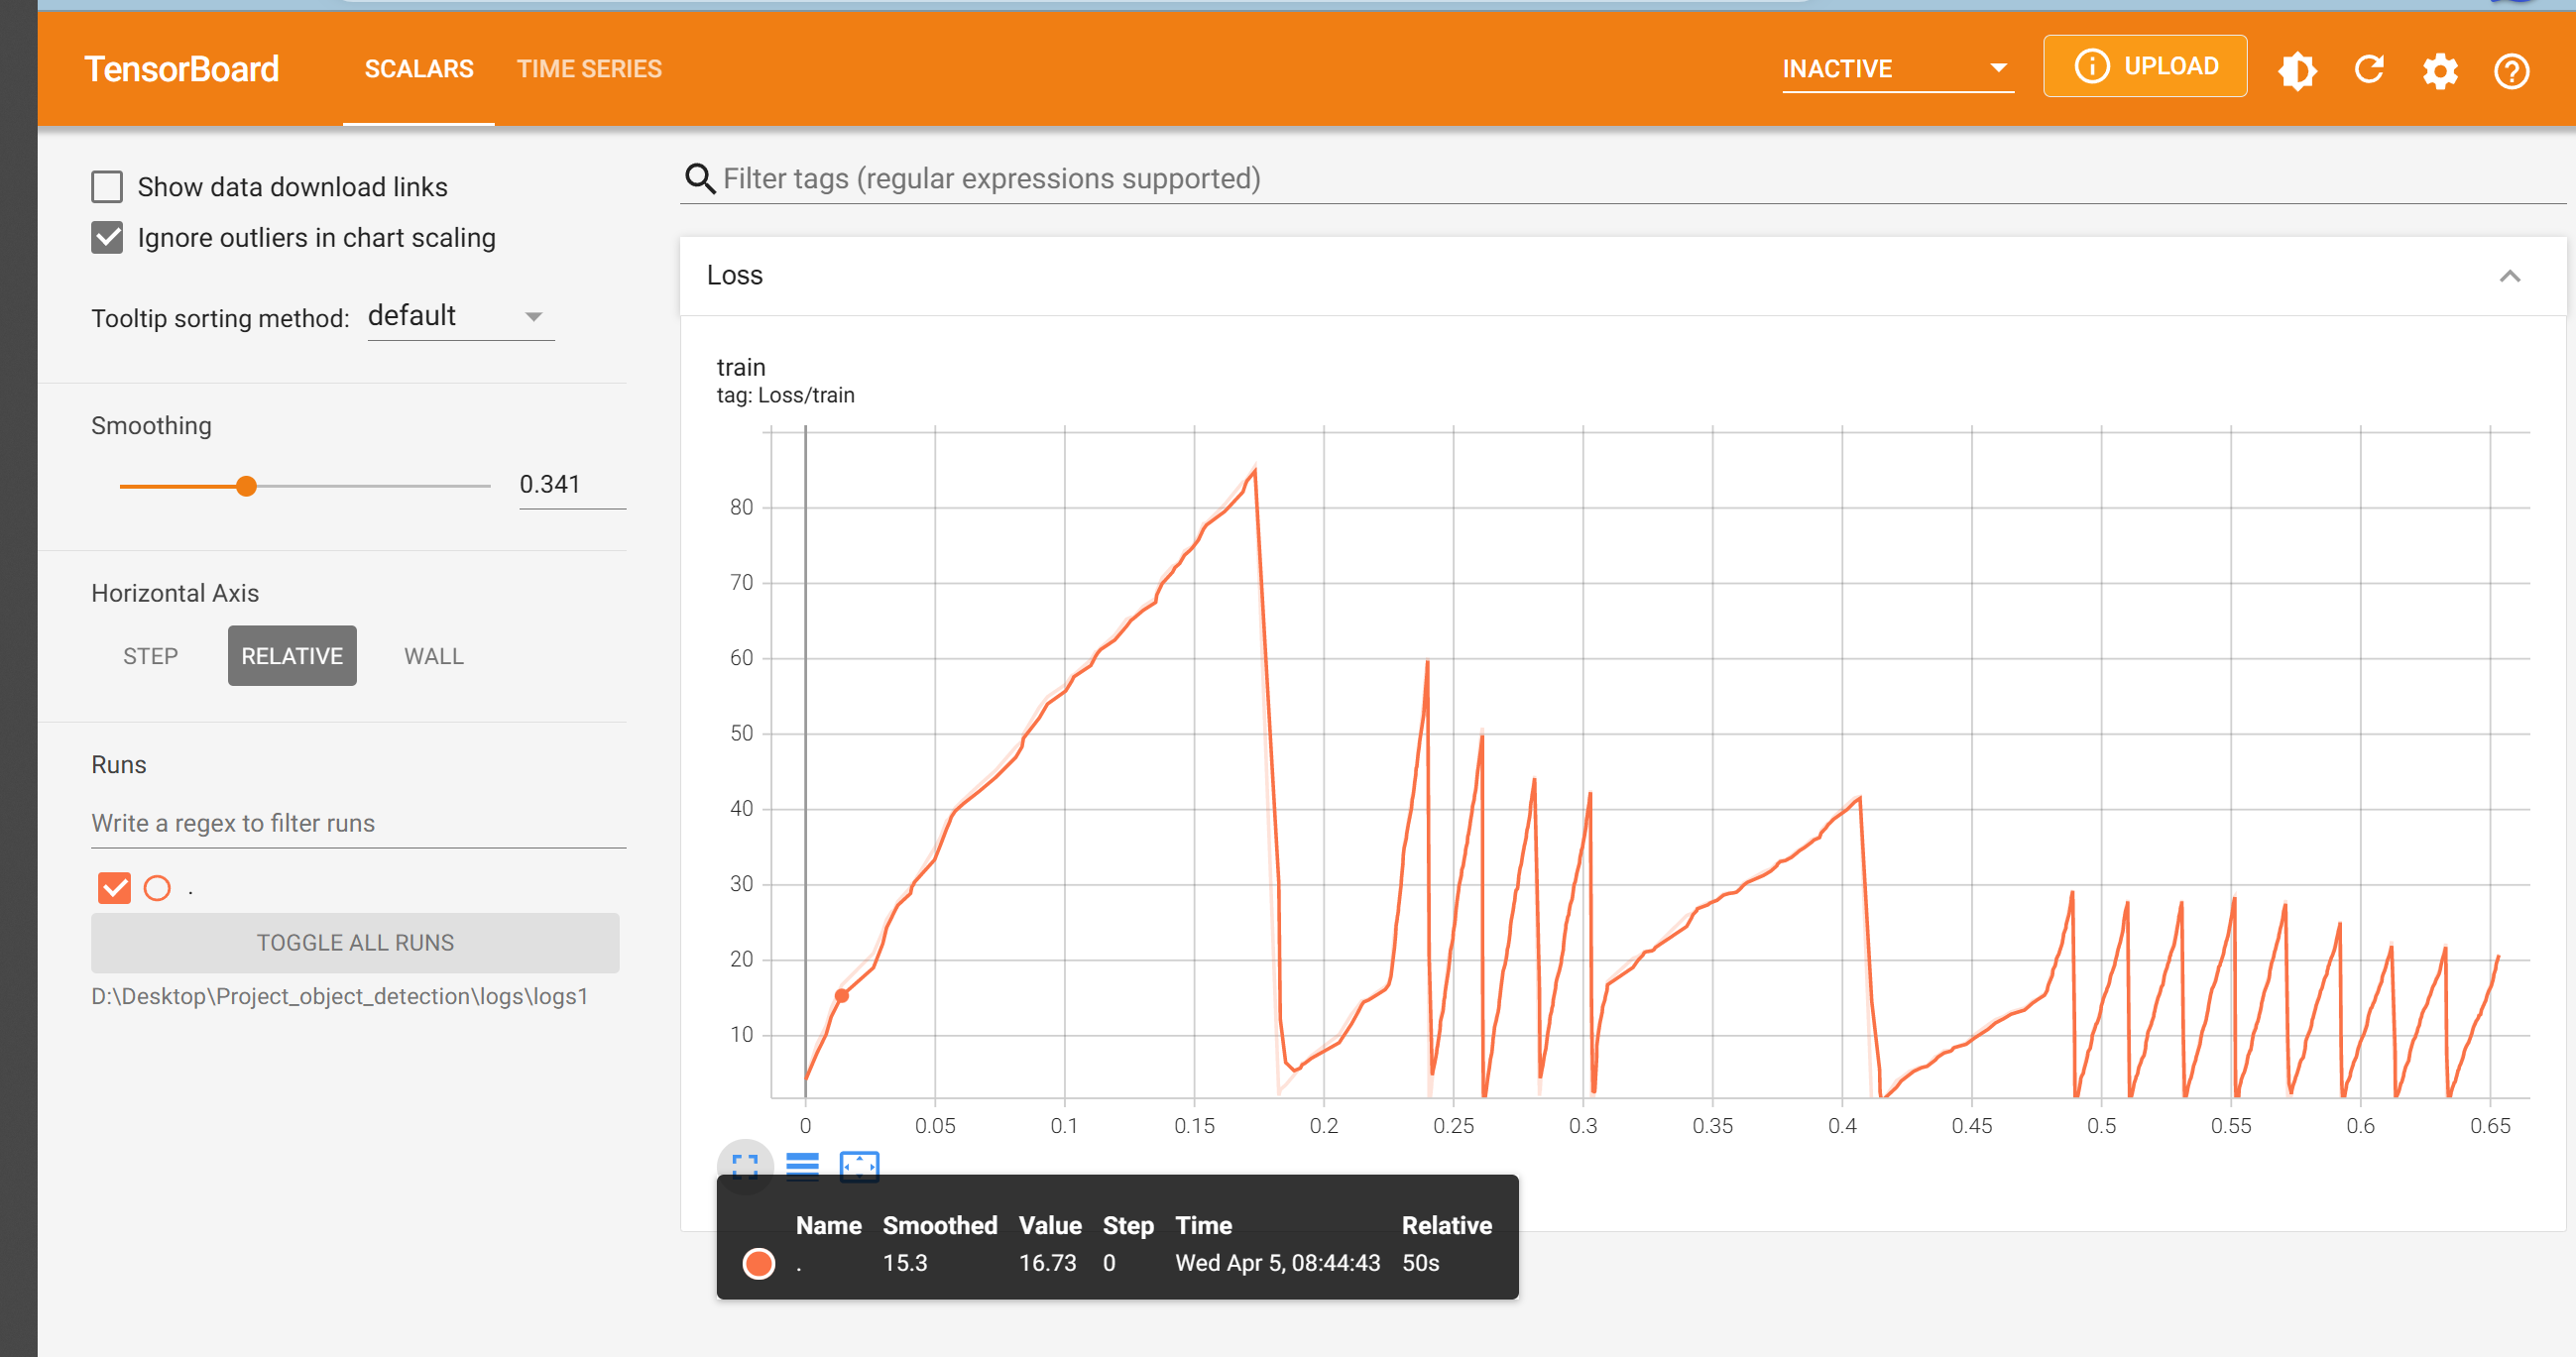 TensorBoard SCALARS TIME SERIES INACTIVE UPLOAD
Show data download links
Ignore outliers in chart scaling
Tooltip sorting method: default
Smoothing
0.341
Horizontal Axis
STEP RELATIVE WALL
Runs
Write a regex to filter runs
.
TOGGLE ALL RUNS
D:\Desktop\Project_object_detection\logs\logs1
Filter tags (regular expressions supported)
Loss
train
tag: Loss/train
80
70
60
50
40
30
20
10
0 0.05 0.1 0.15 0.2 0.25 0.3 0.35 0.4 0.45 0.5 0.55 0.6 0.65
Name Smoothed Value Step Time Relative
. 15.3 16.73 0 Wed Apr 5, 08:44:43 50s